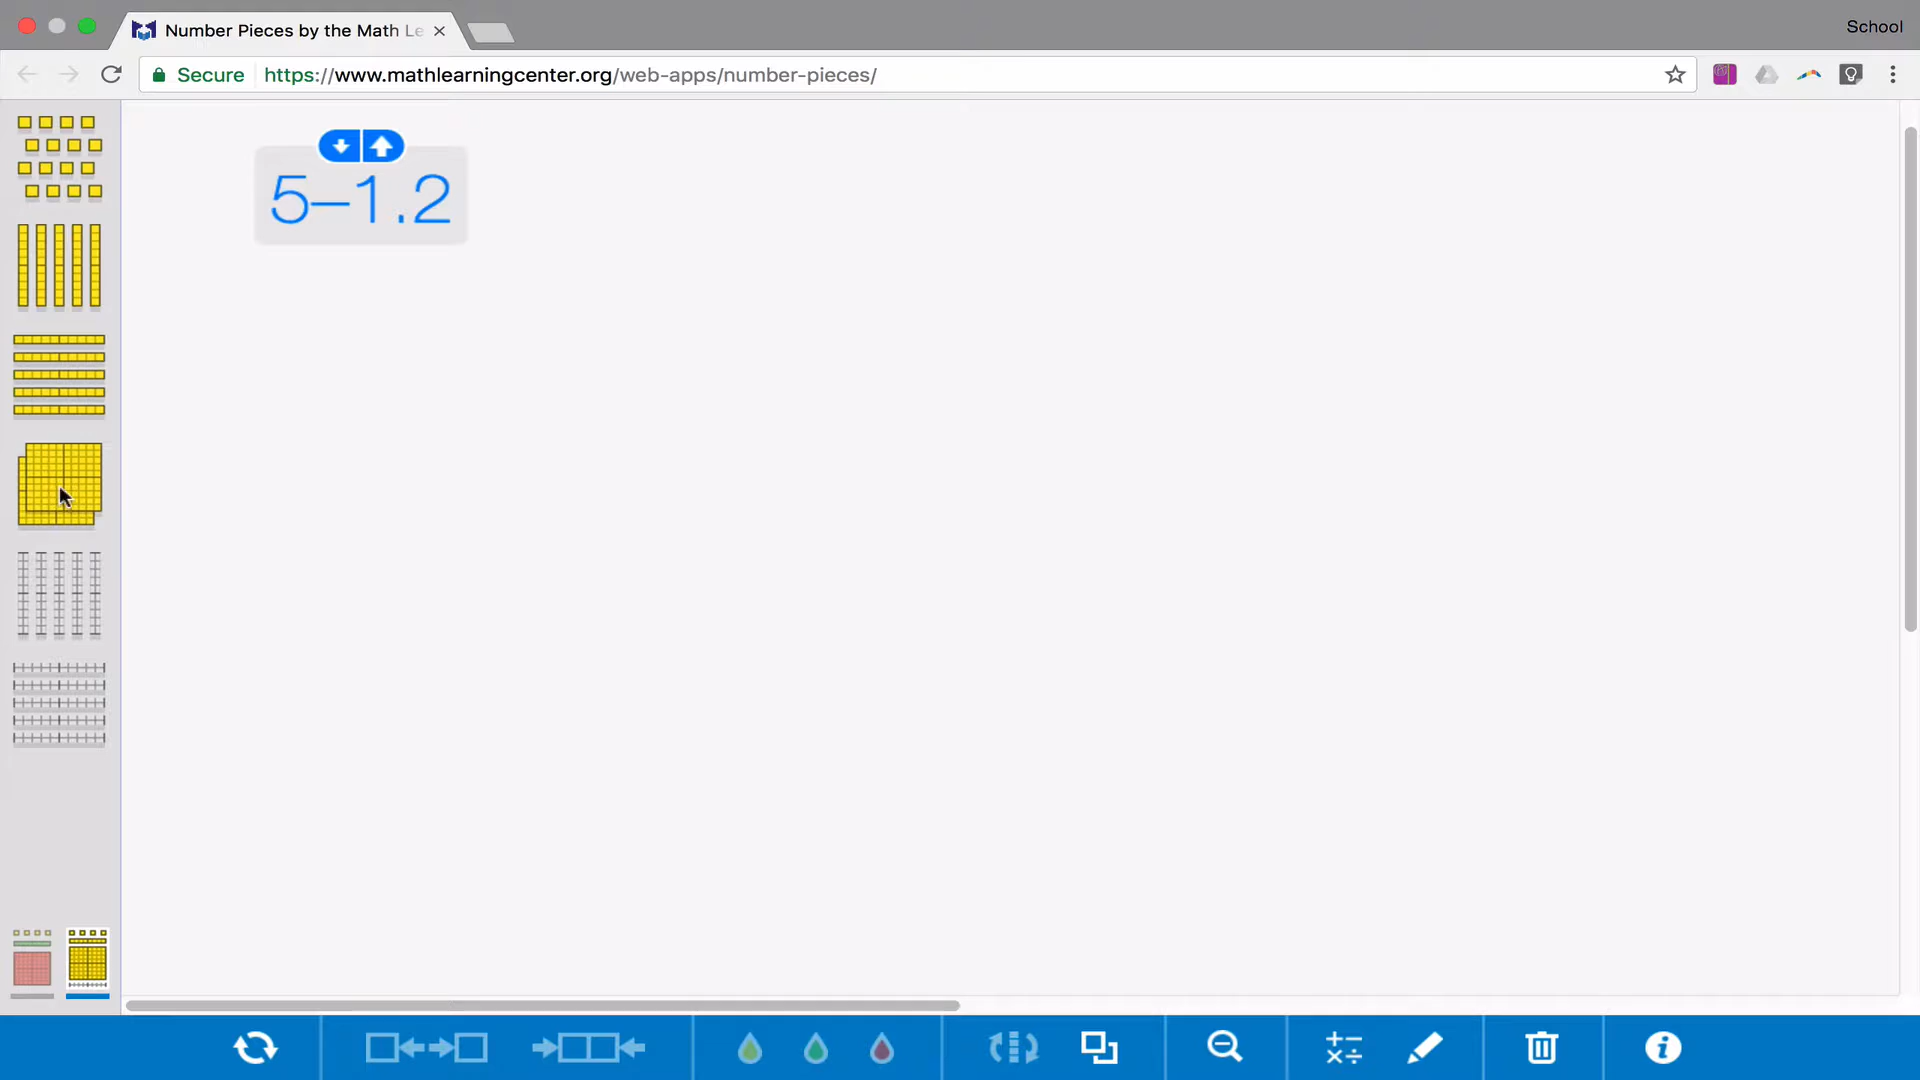 Number Pieces by the Math Le
School
Secure https://www.mathlearningcenter.org/web-apps/number-pieces/
5–1.2